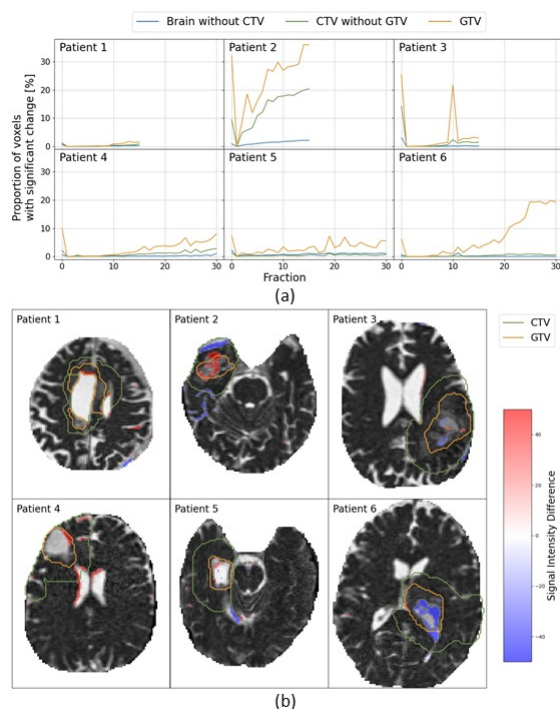 Brain without CTV CTV without GTV GTV
Patient 1 Patient 2 Patient 3
30
20
10
0
Patient 4 Patient 5 Patient 6
30
20
10
0
Proportion of voxels
with significant change [%]
0 10 20 30 0 10 20 30 0 10 20 30
Fraction
(a)
Patient 1 Patient 2 Patient 3
CTV
GTV
Patient 4 Patient 5 Patient 6
40
20
0
-20
-40
Signal Intensity Difference
(b)